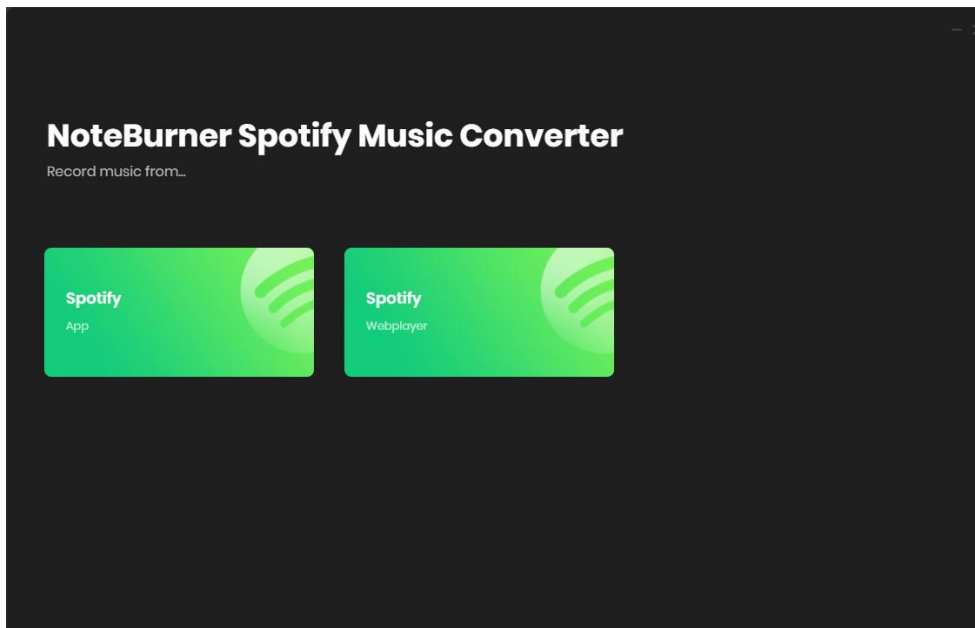 NoteBurner Spotify Music Converter
Record music from...
Spotify
App
Spotify
Webplayer